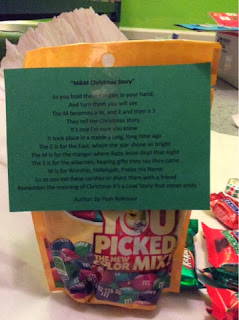 "M&M Christmas Story"
As you hold these candies in your hand,
And turn them you will see
The M becomes a W, and E and then a 3
They tell the Christmas story,
It's one I'm sure you know
It took place in a stable a long, long time ago
The E is for the East, where the star shone so bright
The M is for the manger where Baby Jesus slept that night
The 3 is for the wisemen, bearing gifts they say they came
W is for Worship, Hallelujah, Praise His Name
So as you eat these candies or share them with a friend
Remember the meaning of Christmas it's a Love Story that never ends
Author: by Pam
YOU
PICKED
THE NEW
COLOR MIX!
m